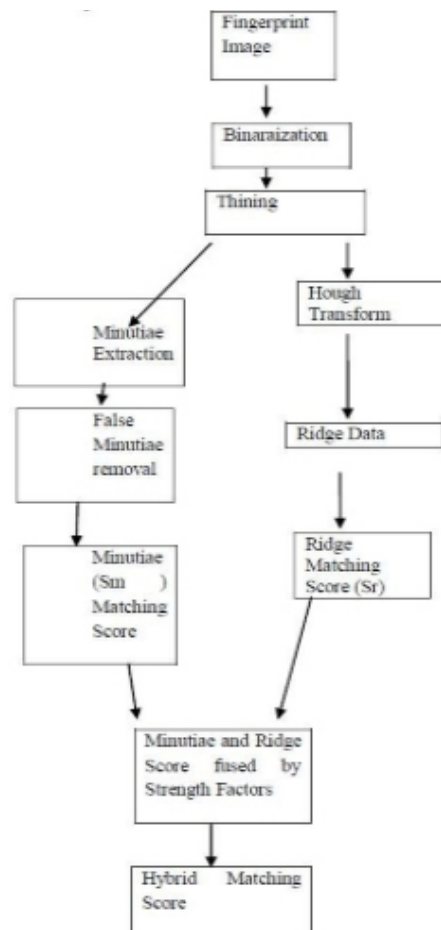 Fingerprint
Image
Binaraization
Thining
Minutiae
Extraction
Hough
Transform
False
Minutiae
removal
Ridge Data
Minutiae
(Sm )
Matching
Score
Ridge
Matching
Score (Sr)
Minutiae and Ridge
Score fused by
Strength Factors
Hybrid Matching
Score